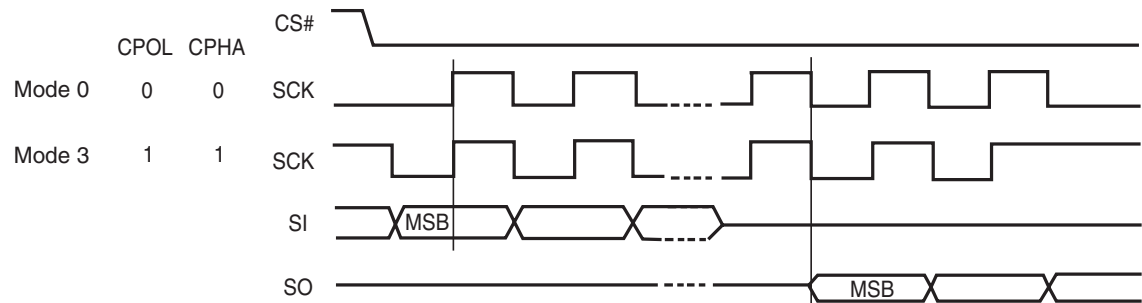 CS#
CPOL CPHA
Mode 0 0 0 SCK
Mode 3 1 1 SCK
SI MSB
SO MSB